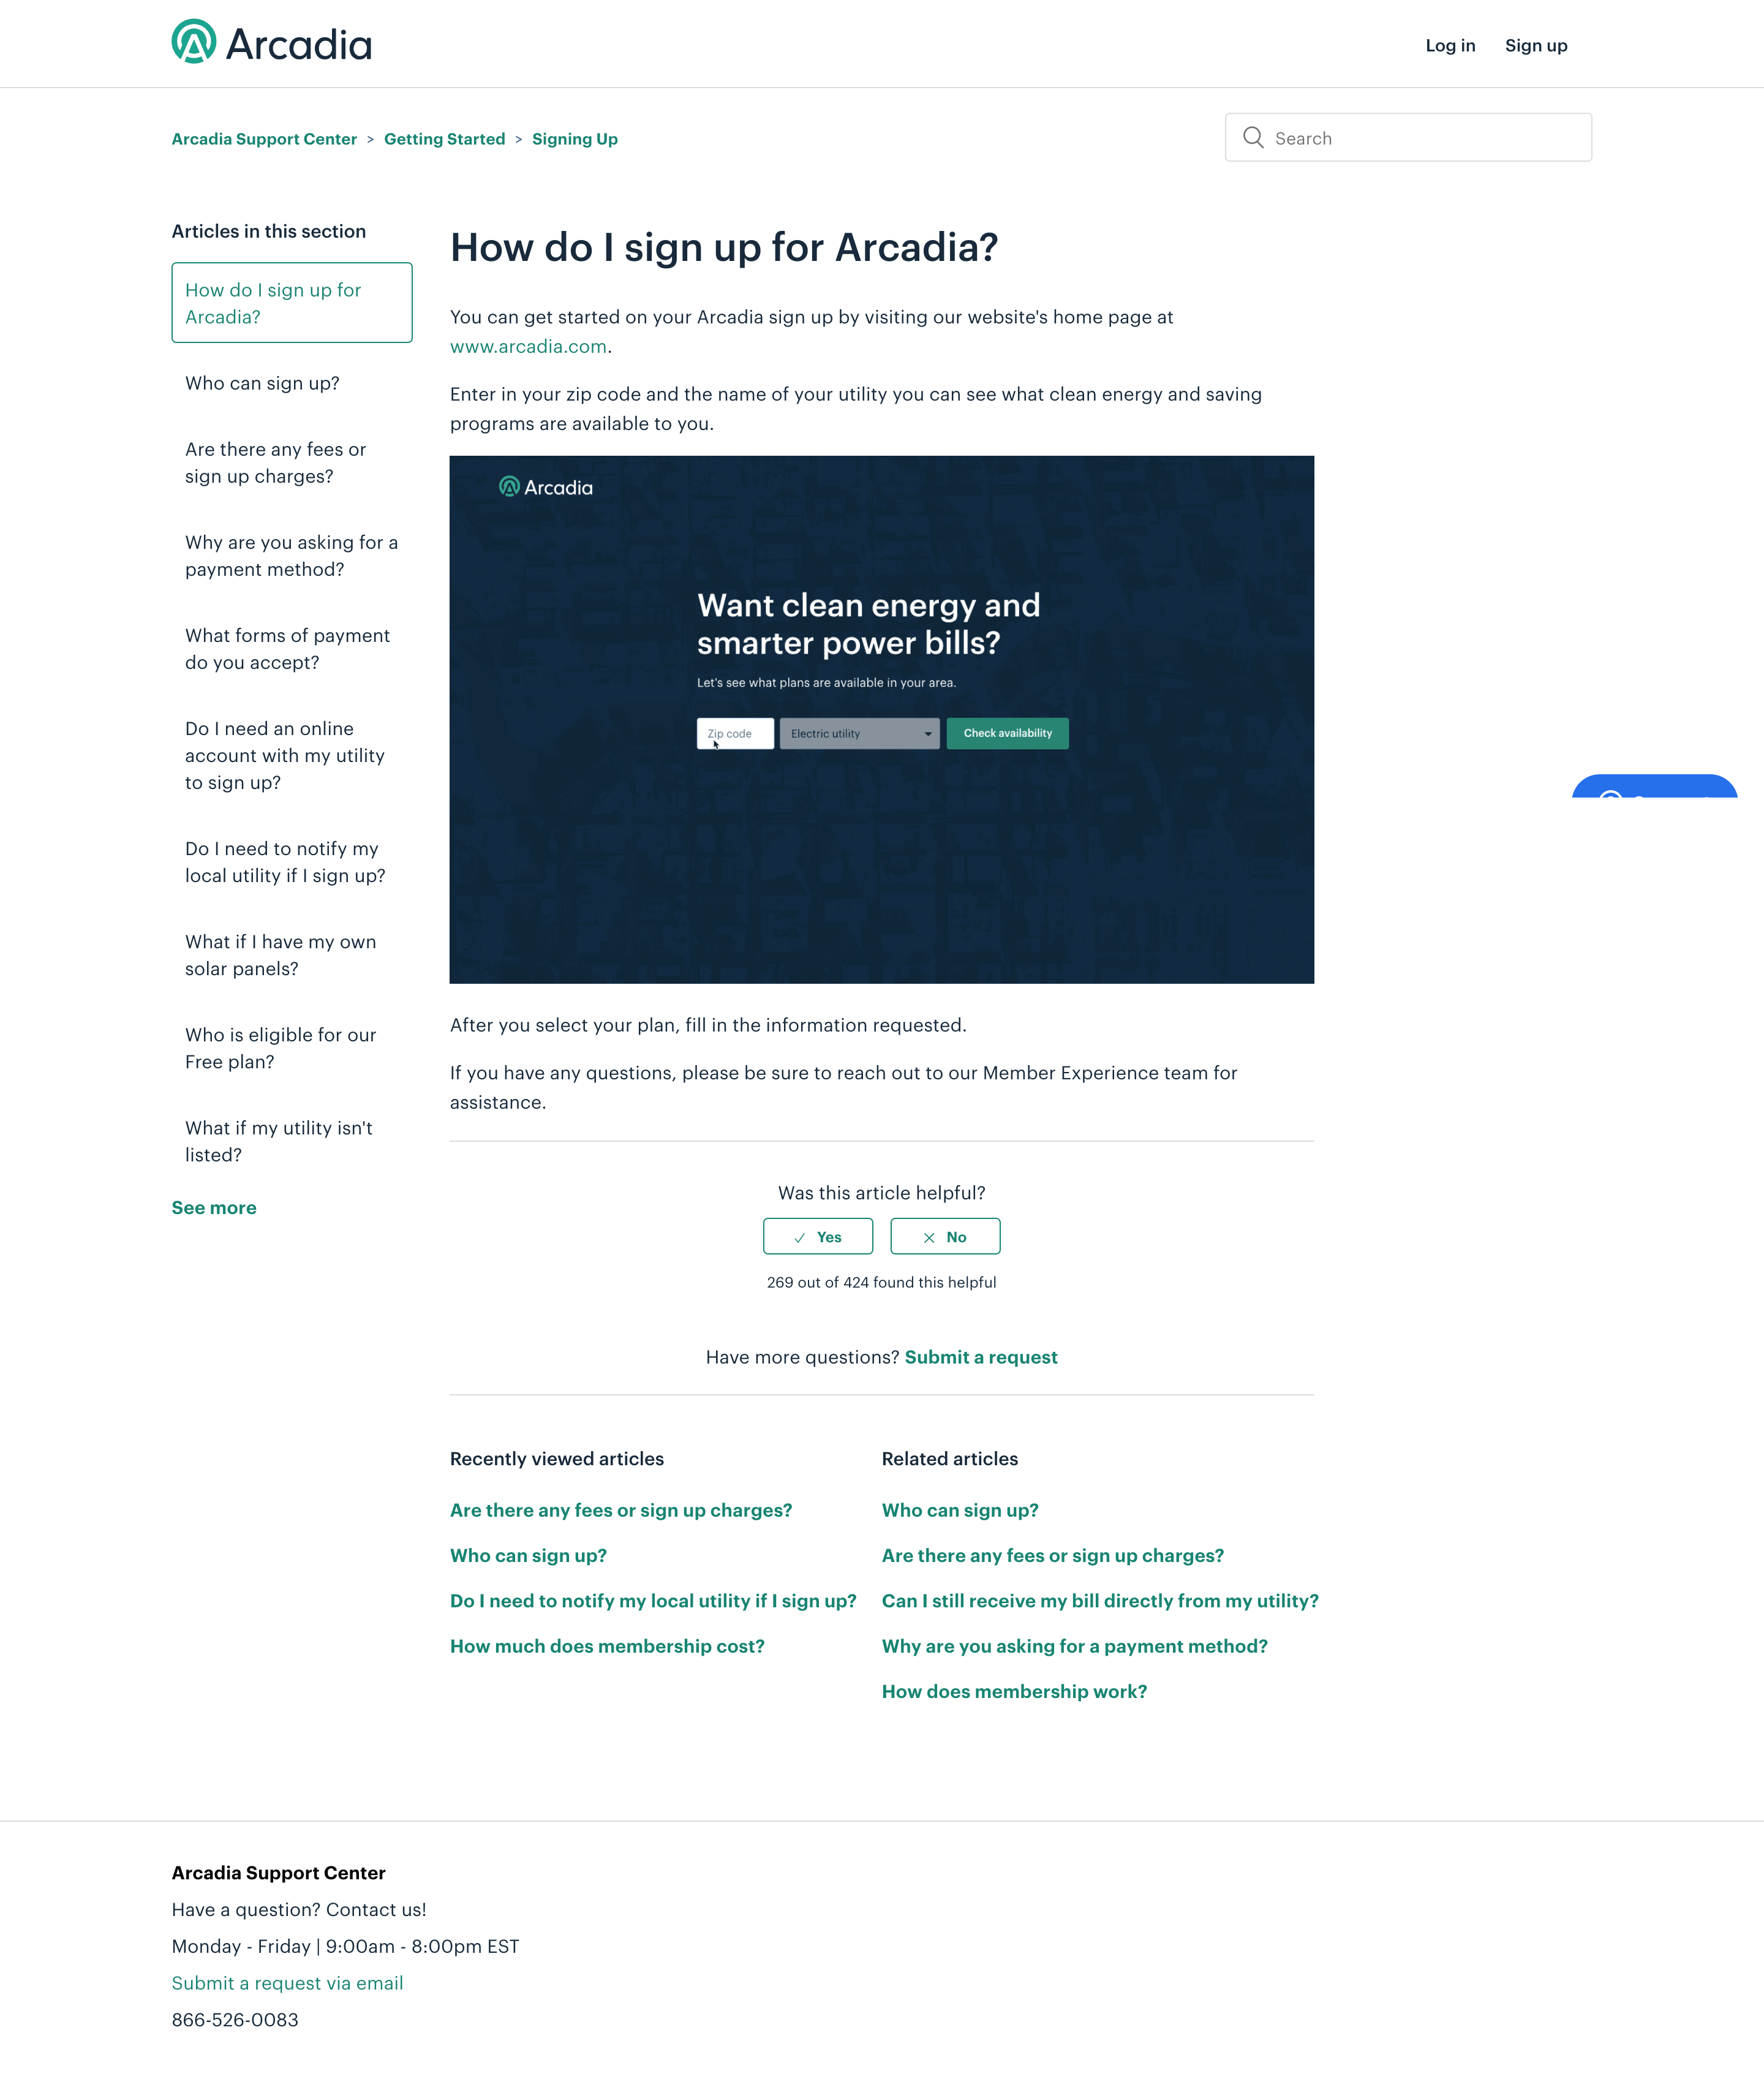 Arcadia
Log in
Sign up
Arcadia Support Center > Getting Started > Signing Up
Search
Articles in this section
How do I sign up for
Arcadia?
Who can sign up?
Are there any fees or
sign up charges?
Why are you asking for a
payment method?
What forms of payment
do you accept?
Do I need an online
account with my utility
to sign up?
Do I need to notify my
local utility if I sign up?
What if I have my own
solar panels?
Who is eligible for our
Free plan?
What if my utility isn't
listed?
See more
How do I sign up for Arcadia?
You can get started on your Arcadia sign up by visiting our website's home page at
www.arcadia.com.
Enter in your zip code and the name of your utility you can see what clean energy and saving
programs are available to you.
Arcadia
Want clean energy and
smarter power bills?
Let's see what plans are available in your area.
Zip code
Electric utility
Check availability
After you select your plan, fill in the information requested.
If you have any questions, please be sure to reach out to our Member Experience team for
assistance.
Was this article helpful?
Yes
No
269 out of 424 found this helpful
Have more questions? Submit a request
Recently viewed articles
Are there any fees or sign up charges?
Who can sign up?
Do I need to notify my local utility if I sign up?
How much does membership cost?
Related articles
Who can sign up?
Are there any fees or sign up charges?
Can I still receive my bill directly from my utility?
Why are you asking for a payment method?
How does membership work?
Arcadia Support Center
Have a question? Contact us!
Monday - Friday | 9:00am - 8:00pm EST
Submit a request via email
866-526-0083